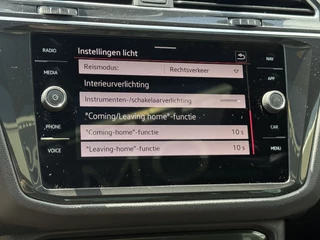 Instellingen licht
RADIO
Reismodus: Rechtsverkeer
NAV
Interieurverlichting
MEDIA
APP
Instrumenten-/schakelaarverlichting
"Coming/Leaving home"-functie
PHONE
"Coming-home"-functie 10 s
CAR
VOICE
"Leaving-home"-functie 10 s
MENU